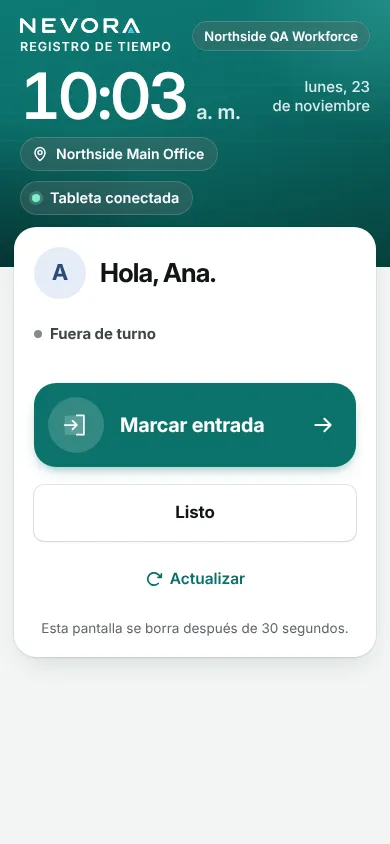 NEVORA
REGISTRO DE TIEMPO
Northside QA Workforce
10:03 a. m.
lunes, 23
de noviembre
Northside Main Office
Tableta conectada
A
Hola, Ana.
Fuera de turno
Marcar entrada
Listo
Actualizar
Esta pantalla se borra después de 30 segundos.